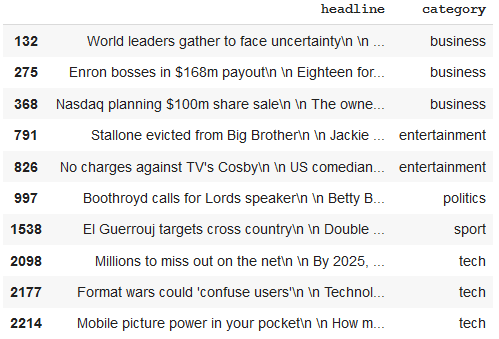 headline category
132 World leaders gather to face uncertainty\n \n ... business
275 Enron bosses in $168m payout\n \n Eighteen for... business
368 Nasdaq planning $100m share sale\n \n The owne... business
791 Stallone evicted from Big Brother\n \n Jackie ... entertainment
826 No charges against TV's Cosby\n \n US comedian... entertainment
997 Boothroyd calls for Lords speaker\n \n Betty B... politics
1538 El Guerrouj targets cross country\n \n Double ... sport
2098 Millions to miss out on the net\n \n By 2025, ... tech
2177 Format wars could 'confuse users'\n \n Technol... tech
2214 Mobile picture power in your pocket\n \n How m... tech